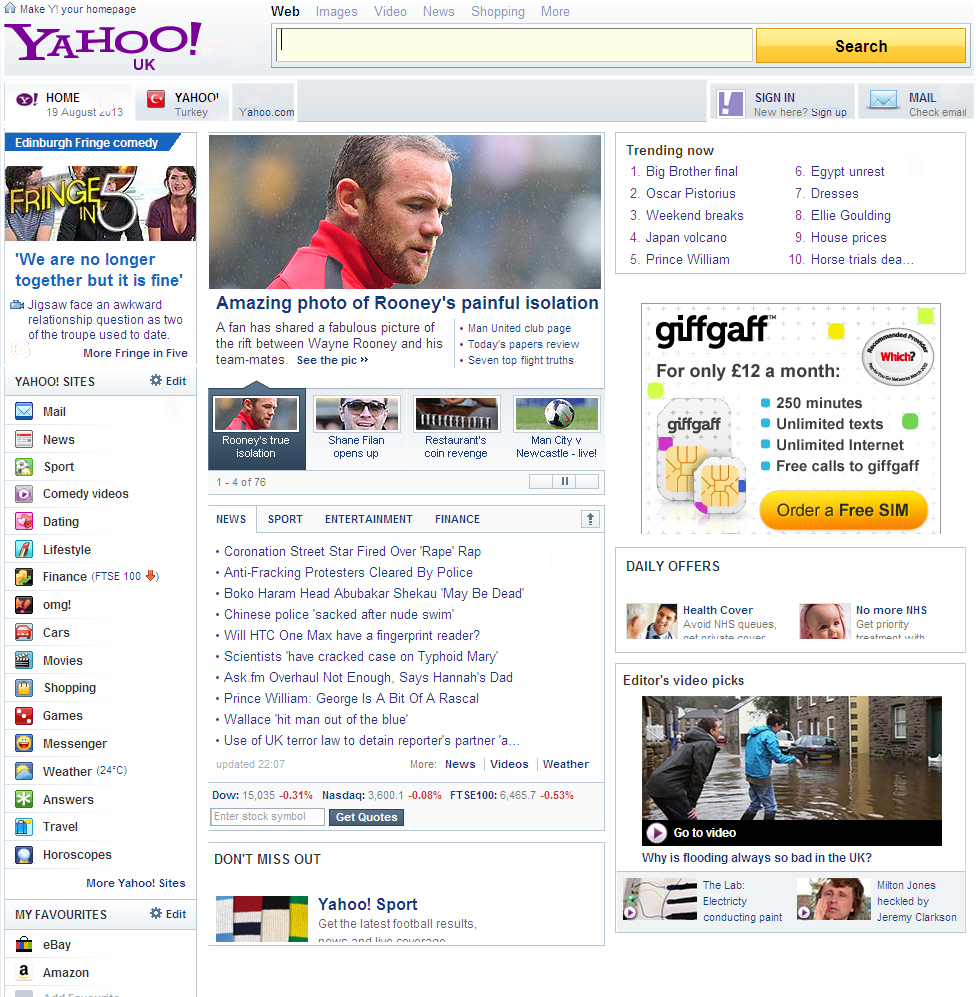 Make Y! your homepage
YAHOO!
UK
Web Images Video News Shopping More
Search
HOME
19 August 2013
YAHOO!
Turkey
Yahoo.com
SIGN IN
New here? Sign up
MAIL
Check email
Edinburgh Fringe comedy
FRINGE
IN 5
'We are no longer
together but it is fine'
Jigsaw face an awkward
relationship question as two
of the troupe used to date.
More Fringe in Five
YAHOO! SITES Edit
Mail
News
Sport
Comedy videos
Dating
Lifestyle
Finance (FTSE 100 )
omg!
Cars
Movies
Shopping
Games
Messenger
Weather (24°C)
Answers
Travel
Horoscopes
More Yahoo! Sites
MY FAVOURITES Edit
eBay
Amazon
Add Favourite
Amazing photo of Rooney's painful isolation
A fan has shared a fabulous picture of
the rift between Wayne Rooney and his
team-mates. See the pic ››
• Man United club page
• Today's papers review
• Seven top flight truths
Rooney's true
isolation
Shane Filan
opens up
Restaurant's
coin revenge
Man City v
Newcastle - live!
1 - 4 of 76
NEWS SPORT ENTERTAINMENT FINANCE
• Coronation Street Star Fired Over 'Rape' Rap
• Anti-Fracking Protesters Cleared By Police
• Boko Haram Head Abubakar Shekau 'May Be Dead'
• Chinese police 'sacked after nude swim'
• Will HTC One Max have a fingerprint reader?
• Scientists 'have cracked case on Typhoid Mary'
• Ask.fm Overhaul Not Enough, Says Hannah's Dad
• Prince William: George Is A Bit Of A Rascal
• Wallace 'hit man out of the blue'
• Use of UK terror law to detain reporter's partner 'a...
updated 22:07 More: News Videos Weather
Dow: 15,035 -0.31% Nasdaq: 3,600.1 -0.08% FTSE100: 6,465.7 -0.53%
Enter stock symbol Get Quotes
DON'T MISS OUT
Yahoo! Sport
Get the latest football results,
news and live coverage
Trending now
1. Big Brother final
2. Oscar Pistorius
3. Weekend breaks
4. Japan volcano
5. Prince William
6. Egypt unrest
7. Dresses
8. Ellie Goulding
9. House prices
10. Horse trials dea...
giffgaff™
Recommended Provider
Which?
For only £12 a month:
250 minutes
Unlimited texts
Unlimited Internet
Free calls to giffgaff
giffgaff
Order a Free SIM
DAILY OFFERS
Health Cover
Avoid NHS queues,
get private cover
No more NHS
Get priority
treatment with
Editor's video picks
Go to video
Why is flooding always so bad in the UK?
The Lab:
Electricty
conducting paint
Milton Jones
heckled by
Jeremy Clarkson